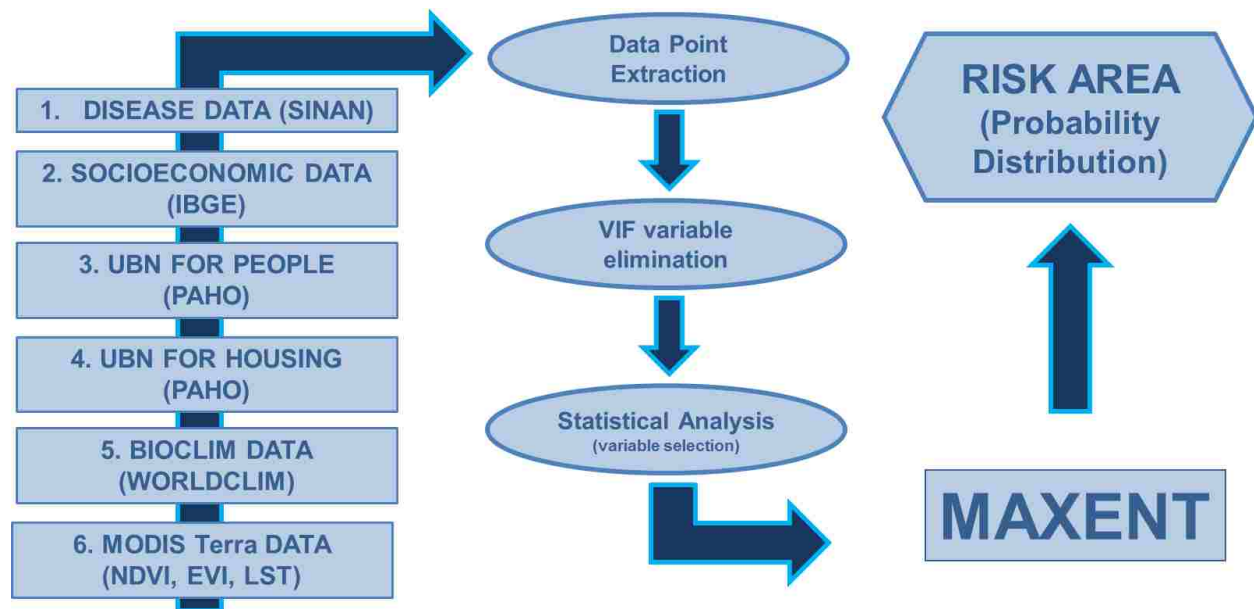 1. DISEASE DATA (SINAN)
2. SOCIOECONOMIC DATA
(IBGE)
3. UBN FOR PEOPLE
(PAHO)
4. UBN FOR HOUSING
(PAHO)
5. BIOCLIM DATA
(WORLDCLIM)
6. MODIS Terra DATA
(NDVI, EVI, LST)
Data Point
Extraction
VIF variable
elimination
Statistical Analysis
(variable selection)
MAXENT
RISK AREA
(Probability
Distribution)